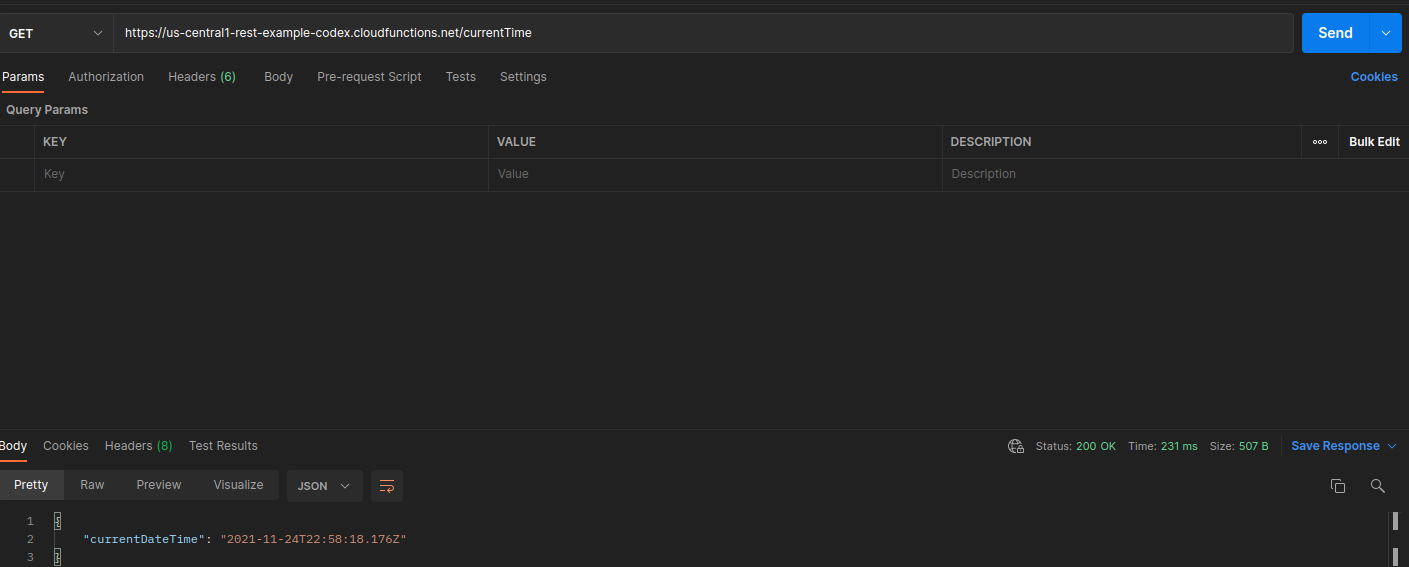 GET https://us-central1-rest-example-codex.cloudfunctions.net/currentTime Send
Params Authorization Headers (6) Body Pre-request Script Tests Settings Cookies
Query Params
KEY VALUE DESCRIPTION ooo Bulk Edit
Key Value Description
Body Cookies Headers (8) Test Results Status: 200 OK Time: 231 ms Size: 507 B Save Response
Pretty Raw Preview Visualize JSON
1 {
2 "currentDateTime": "2021-11-24T22:58:18.176Z"
3 }